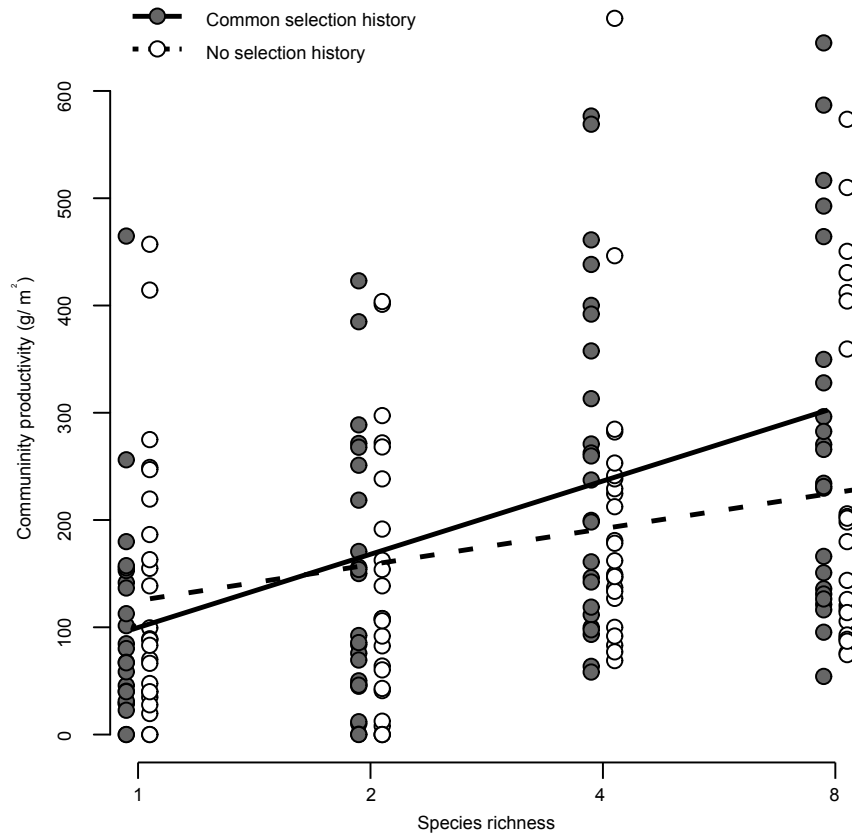 Common selection history
No selection history
Communinity productivity (g/ m²)
600
500
400
300
200
100
0
1 2 4 8
Species richness